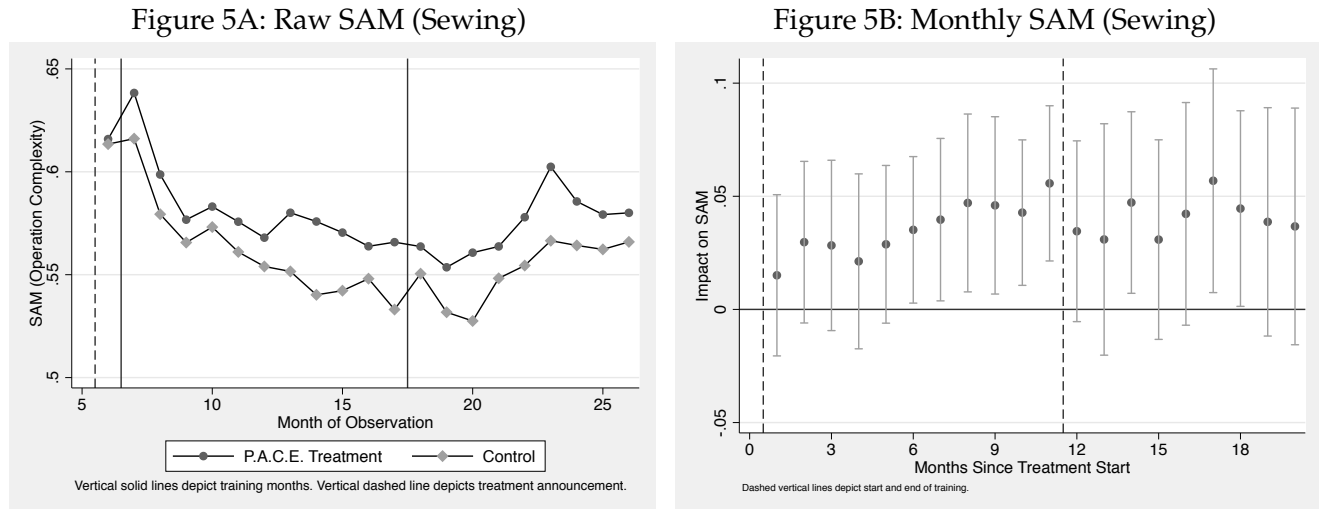 Figure 5A: Raw SAM (Sewing)
SAM (Operation Complexity)
.65
.6
.55
.5
5 10 15 20 25
Month of Observation
P.A.C.E. Treatment Control
Vertical solid lines depict training months. Vertical dashed line depicts treatment announcement.
Figure 5B: Monthly SAM (Sewing)
Impact on SAM
.1
.05
0
-.05
0 3 6 9 12 15 18
Months Since Treatment Start
Dashed vertical lines depict start and end of training.